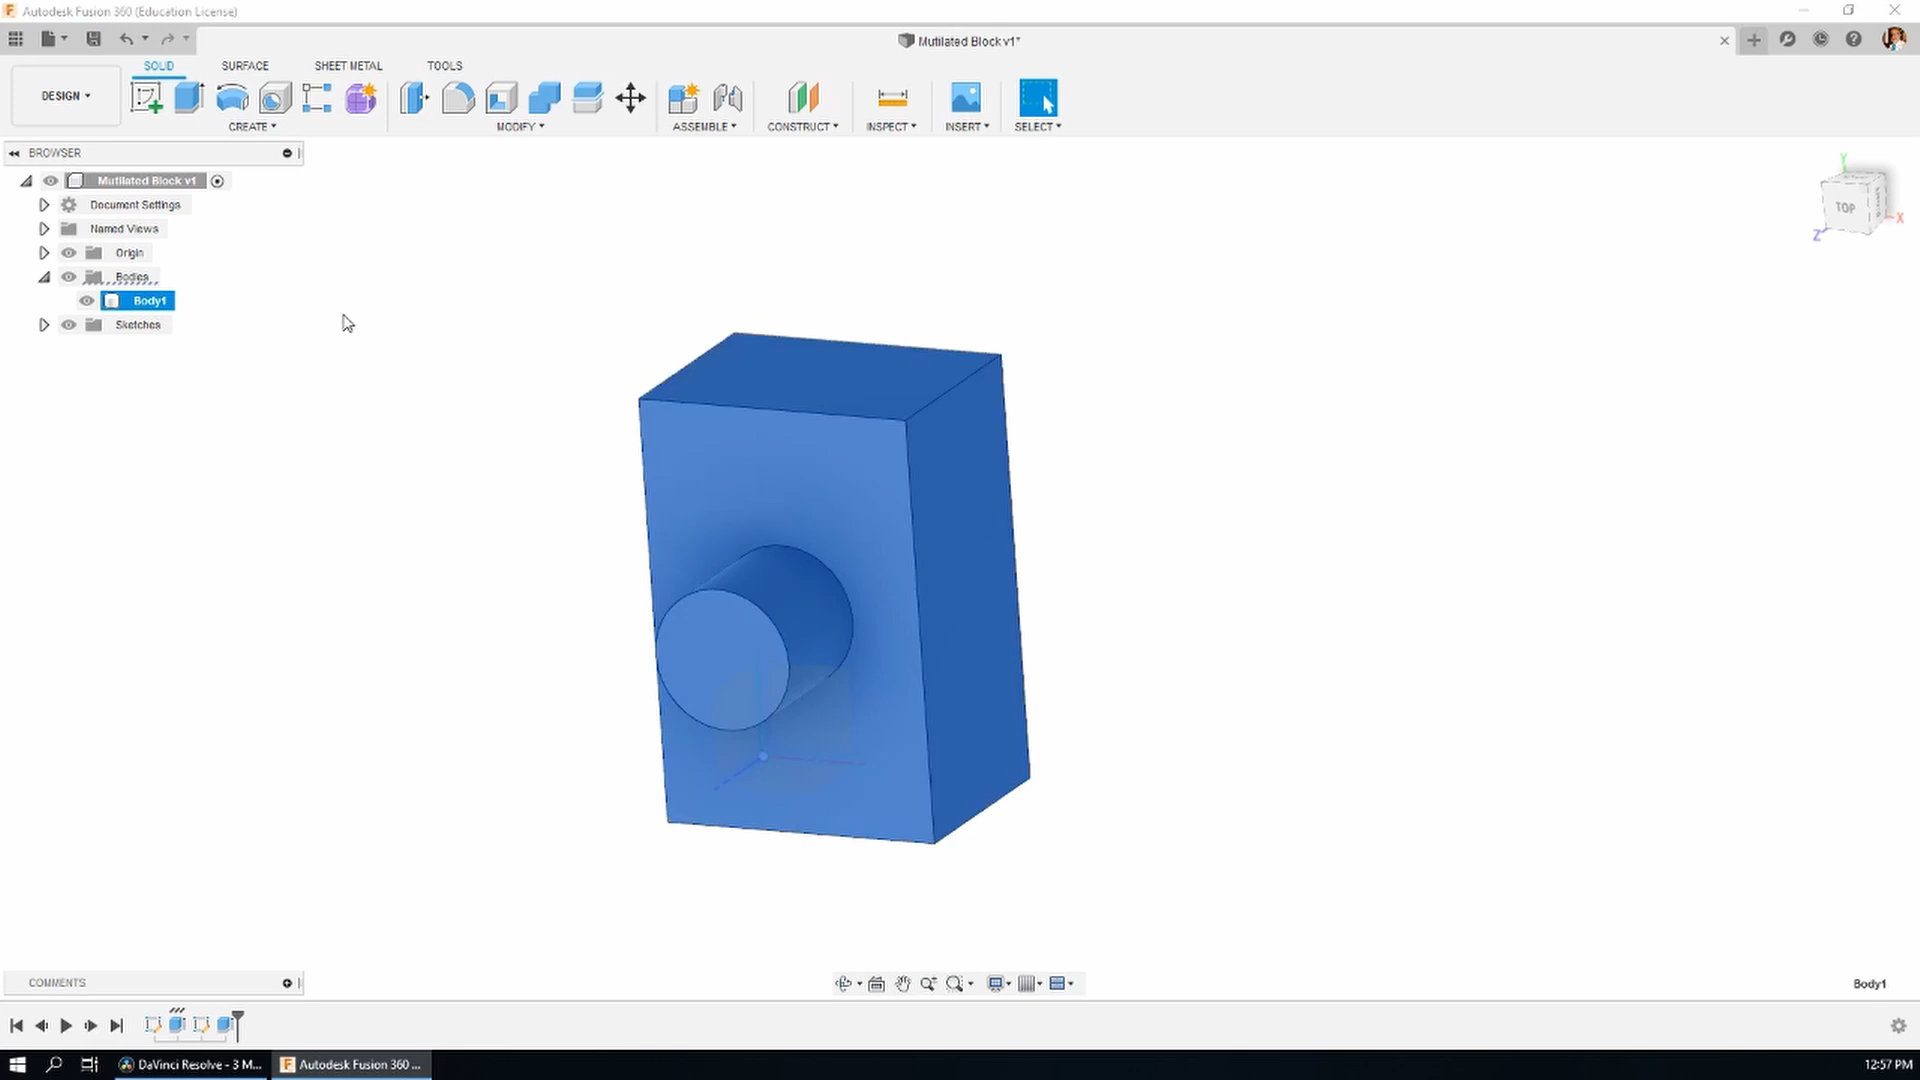 Autodesk Fusion 360 (Education License)
Mutilated Block v1*
SOLID
SURFACE
SHEET METAL
TOOLS
DESIGN
CREATE
MODIFY
ASSEMBLE
CONSTRUCT
INSPECT
INSERT
SELECT
BROWSER
Mutilated Block v1
Document Settings
Named Views
Origin
Bodies
Body1
Sketches
Y
TOP
X
Z
COMMENTS
Body1
DaVinci Resolve - 3 M...
Autodesk Fusion 360 ...
12:57 PM